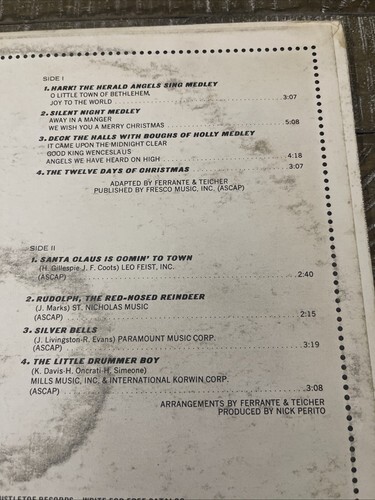 SIDE I
1. HARK! THE HERALD ANGELS SING MEDLEY
O LITTLE TOWN OF BETHLEHEM,
JOY TO THE WORLD 3:07
2. SILENT NIGHT MEDLEY
AWAY IN A MANGER
WE WISH YOU A MERRY CHRISTMAS 5:08
3. DECK THE HALLS WITH BOUGHS OF HOLLY MEDLEY
IT CAME UPON THE MIDNIGHT CLEAR
GOOD KING WENCESLAUS
ANGELS WE HAVE HEARD ON HIGH 4:18
4. THE TWELVE DAYS OF CHRISTMAS 3:07
ADAPTED BY FERRANTE & TEICHER
PUBLISHED BY FRESCO MUSIC, INC. (ASCAP)
SIDE II
1. SANTA CLAUS IS COMIN' TO TOWN
(H. Gillespie J. F. Coots) LEO FEIST, INC.
(ASCAP) 2:40
2. RUDOLPH, THE RED-NOSED REINDEER
(J. Marks) ST. NICHOLAS MUSIC
(ASCAP) 2:15
3. SILVER BELLS
(J. Livingston-R. Evans) PARAMOUNT MUSIC CORP.
(ASCAP) 3:19
4. THE LITTLE DRUMMER BOY
(K. Davis-H. Oncrati-H. Simeone)
MILLS MUSIC, INC. & INTERNATIONAL KORWIN CORP.
(ASCAP) 3:08
ARRANGEMENTS BY FERRANTE & TEICHER
PRODUCED BY NICK PERITO